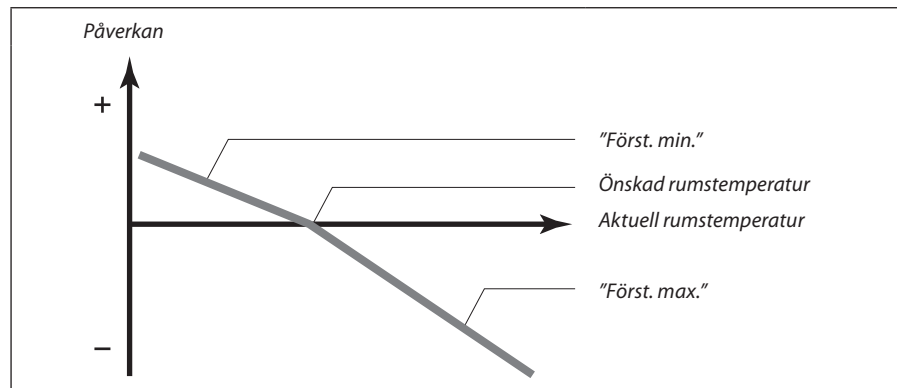 Påverkan
+
"Först. min."
Önskad rumstemperatur
Aktuell rumstemperatur
"Först. max."
–